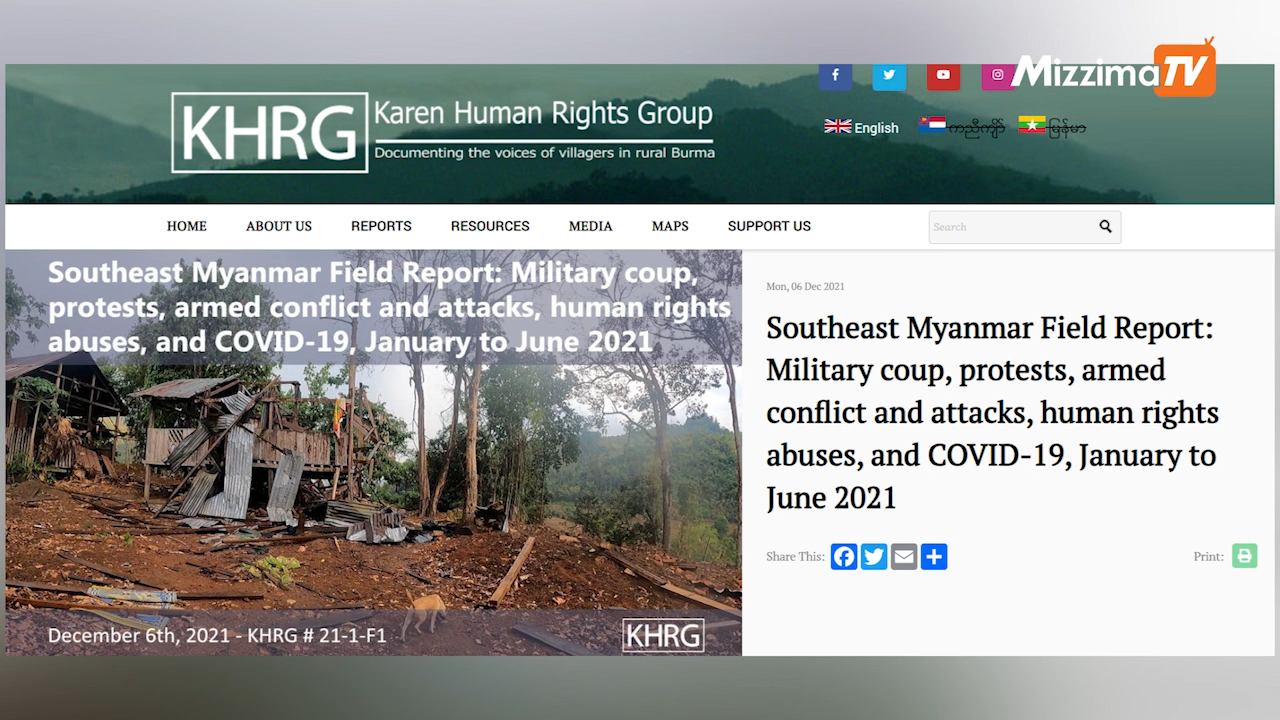 Mizzima TV
KHRG
Karen Human Rights Group
Documenting the voices of villagers in rural Burma
English
ကညီကျိာ်
မြန်မာ
HOME
ABOUT US
REPORTS
RESOURCES
MEDIA
MAPS
SUPPORT US
Search
Southeast Myanmar Field Report: Military coup,
protests, armed conflict and attacks, human rights
abuses, and COVID-19, January to June 2021
December 6th, 2021 - KHRG # 21-1-F1
KHRG
Mon, 06 Dec 2021
Southeast Myanmar Field Report:
Military coup, protests, armed
conflict and attacks, human rights
abuses, and COVID-19, January to
June 2021
Share This:
Print: